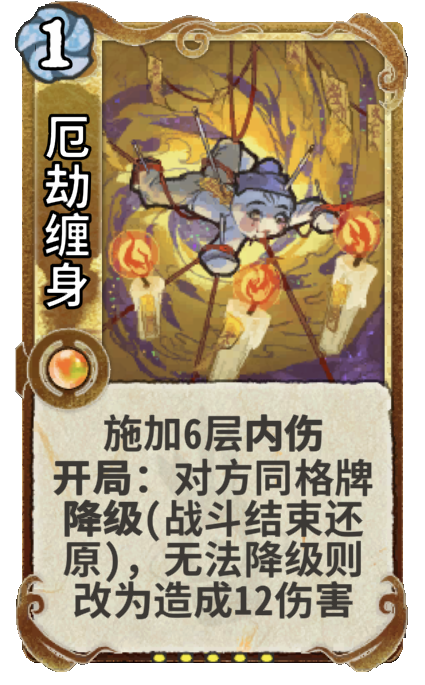 1
厄劫缠身
施加6层内伤
开局：对方同格牌
降级(战斗结束还
原)，无法降级则
改为造成12伤害